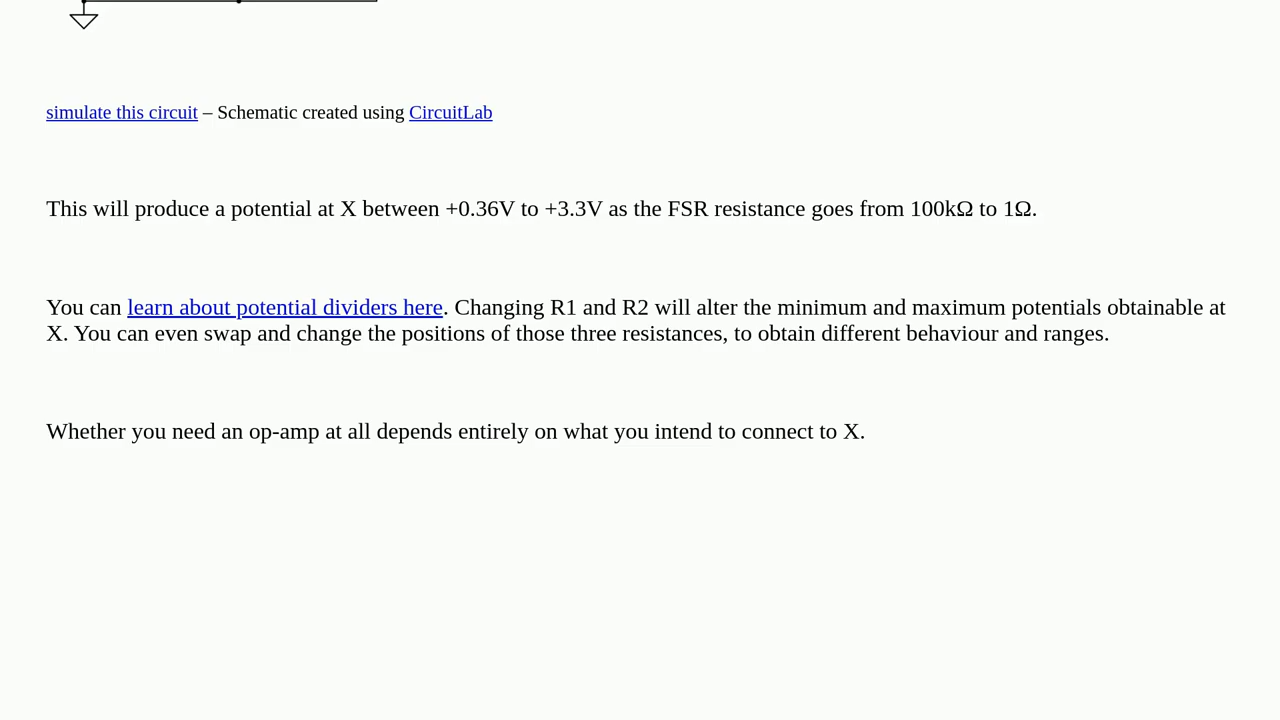 simulate this circuit – Schematic created using CircuitLab
This will produce a potential at X between +0.36V to +3.3V as the FSR resistance goes from 100kΩ to 1Ω.
You can learn about potential dividers here. Changing R1 and R2 will alter the minimum and maximum potentials obtainable at
X. You can even swap and change the positions of those three resistances, to obtain different behaviour and ranges.
Whether you need an op-amp at all depends entirely on what you intend to connect to X.